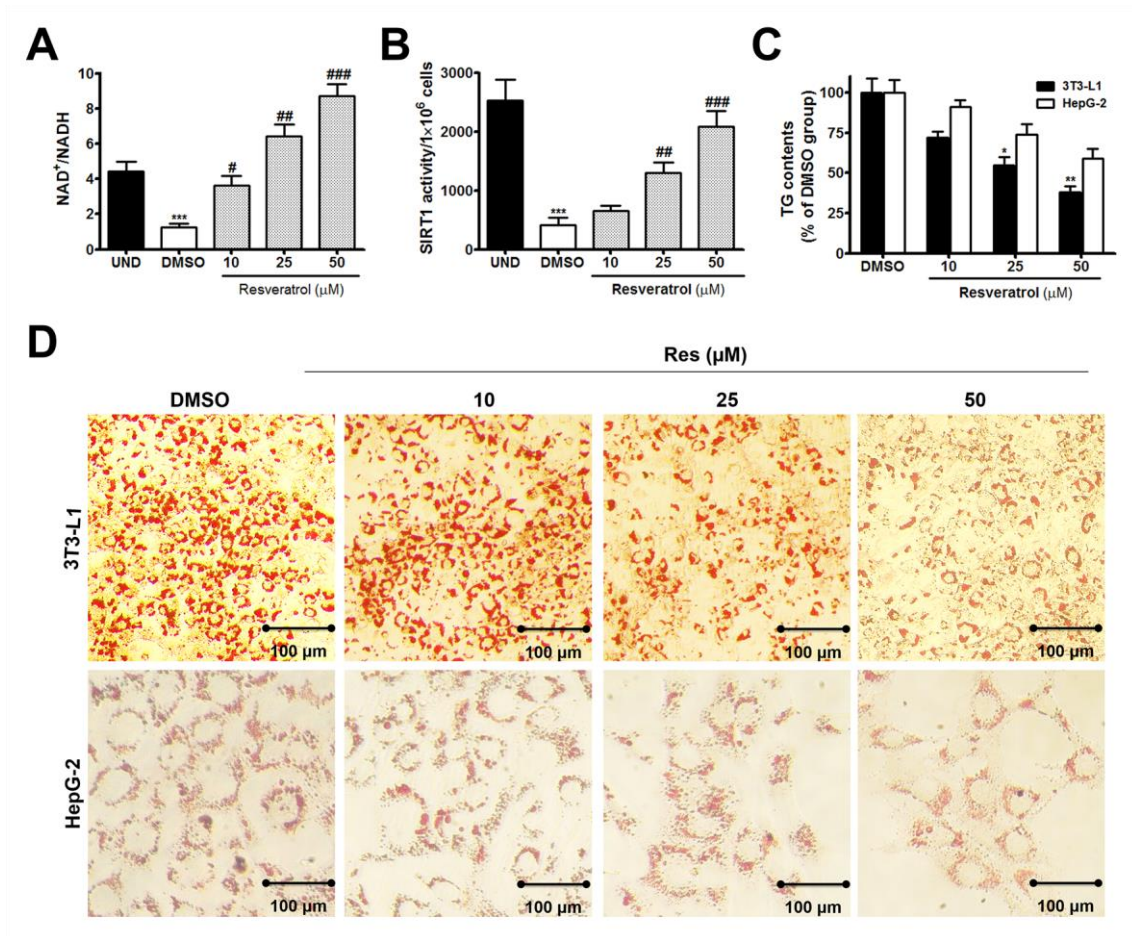 A
NAD+/NADH
10
8
6
4
2
0
***
#
##
###
UND DMSO 10 25 50
Resveratrol (μM)
B
SIRT1 activity/1×10⁶ cells
3000
2000
1000
0
***
##
###
UND DMSO 10 25 50
Resveratrol (μM)
C
TG contents
(% of DMSO group)
100
75
50
25
0
3T3-L1
HepG-2
*
**
DMSO 10 25 50
Resveratrol (μM)
D
Res (μM)
DMSO 10 25 50
3T3-L1
100 μm 100 μm 100 μm 100 μm
HepG-2
100 μm 100 μm 100 μm 100 μm